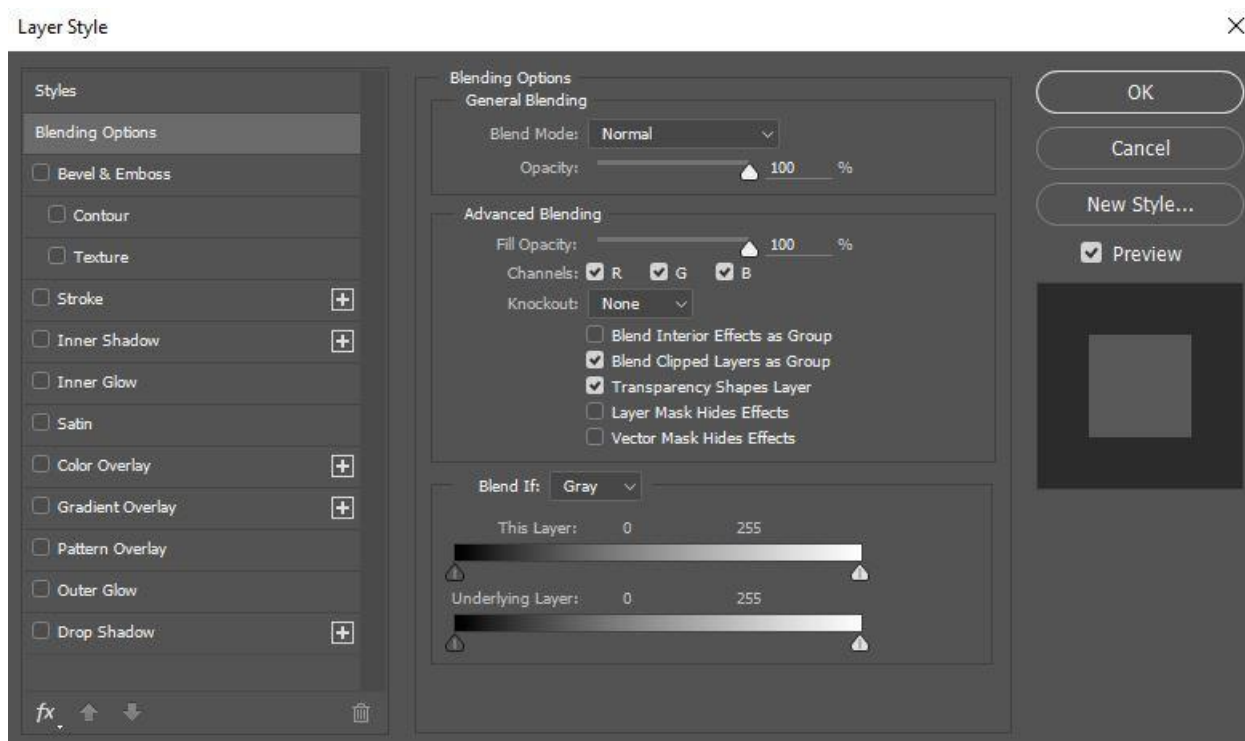 Layer Style
Styles
Blending Options
Bevel & Emboss
Contour
Texture
Stroke
Inner Shadow
Inner Glow
Satin
Color Overlay
Gradient Overlay
Pattern Overlay
Outer Glow
Drop Shadow
fx
Blending Options
General Blending
Blend Mode: Normal
Opacity: 100 %
Advanced Blending
Fill Opacity: 100 %
Channels: R G B
Knockout: None
Blend Interior Effects as Group
Blend Clipped Layers as Group
Transparency Shapes Layer
Layer Mask Hides Effects
Vector Mask Hides Effects
Blend If: Gray
This Layer: 0 255
Underlying Layer: 0 255
OK
Cancel
New Style...
Preview